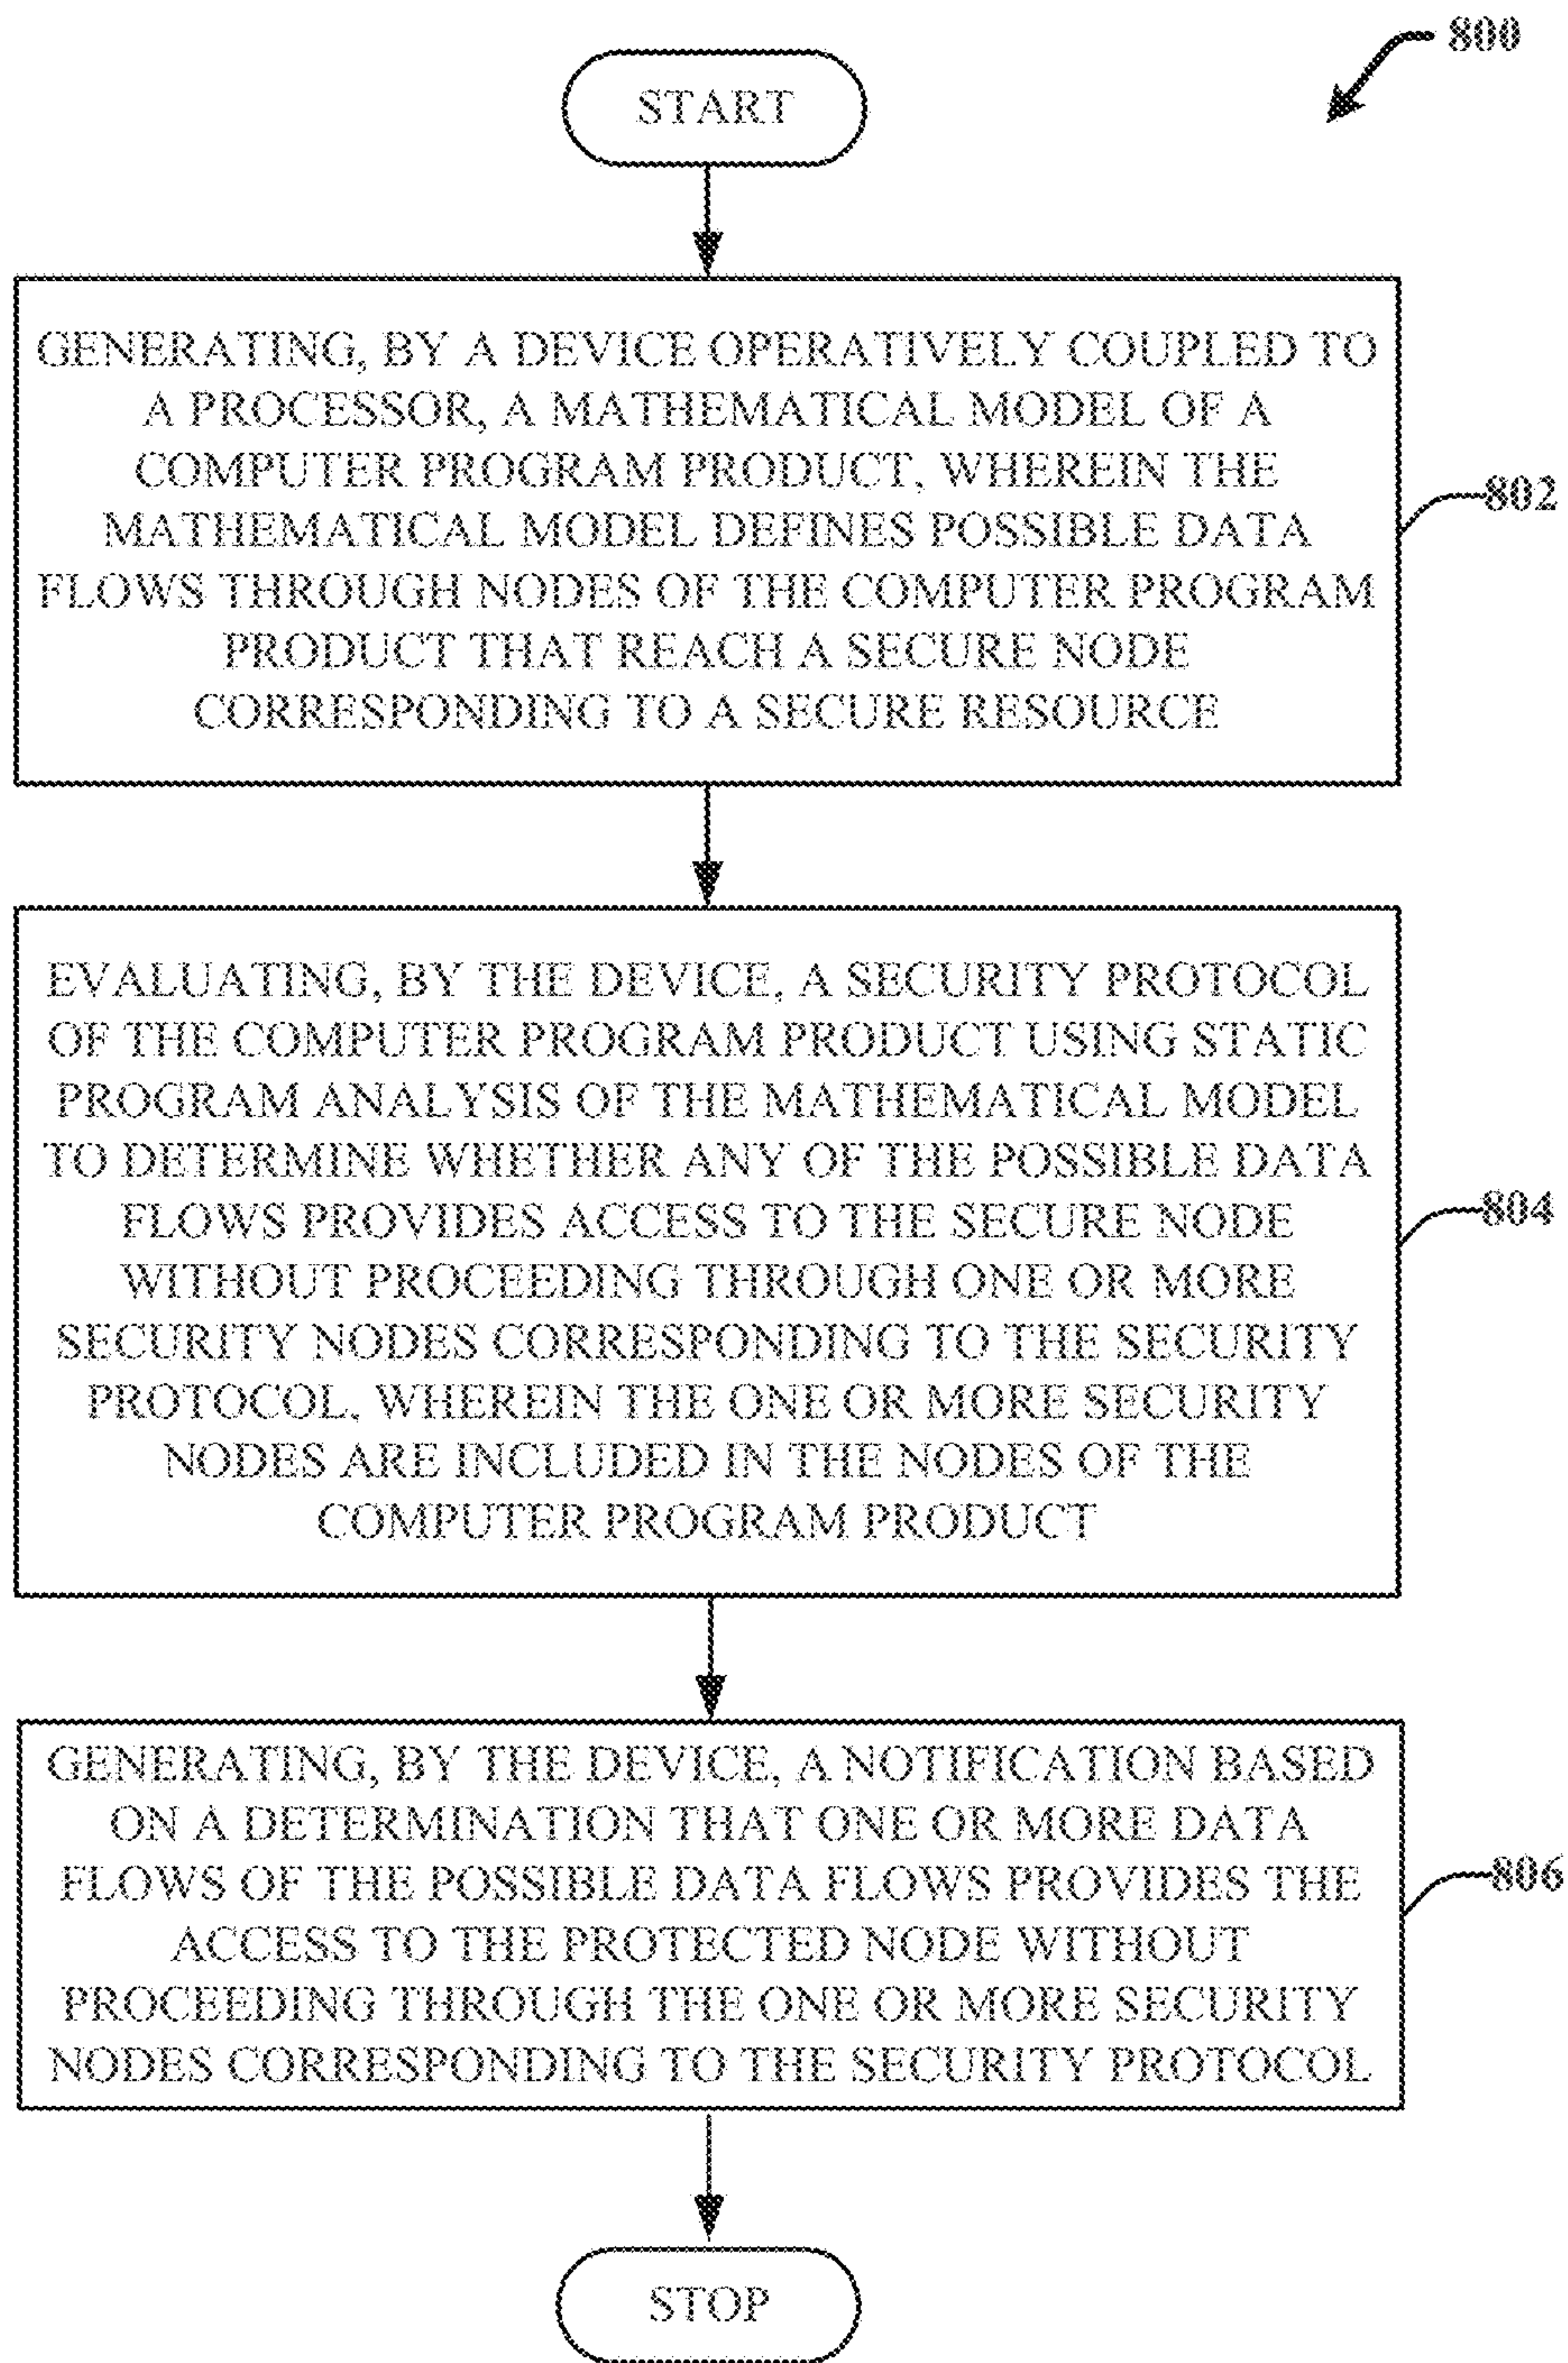 800
START
GENERATING, BY A DEVICE OPERATIVELY COUPLED TO
A PROCESSOR, A MATHEMATICAL MODEL OF A
COMPUTER PROGRAM PRODUCT, WHEREIN THE
MATHEMATICAL MODEL DEFINES POSSIBLE DATA
FLOWS THROUGH NODES OF THE COMPUTER PROGRAM
PRODUCT THAT REACH A SECURE NODE
CORRESPONDING TO A SECURE RESOURCE
802
EVALUATING, BY THE DEVICE, A SECURITY PROTOCOL
OF THE COMPUTER PROGRAM PRODUCT USING STATIC
PROGRAM ANALYSIS OF THE MATHEMATICAL MODEL
TO DETERMINE WHETHER ANY OF THE POSSIBLE DATA
FLOWS PROVIDES ACCESS TO THE SECURE NODE
WITHOUT PROCEEDING THROUGH ONE OR MORE
SECURITY NODES CORRESPONDING TO THE SECURITY
PROTOCOL, WHEREIN THE ONE OR MORE SECURITY
NODES ARE INCLUDED IN THE NODES OF THE
COMPUTER PROGRAM PRODUCT
804
GENERATING, BY THE DEVICE, A NOTIFICATION BASED
ON A DETERMINATION THAT ONE OR MORE DATA
FLOWS OF THE POSSIBLE DATA FLOWS PROVIDES THE
ACCESS TO THE PROTECTED NODE WITHOUT
PROCEEDING THROUGH THE ONE OR MORE SECURITY
NODES CORRESPONDING TO THE SECURITY PROTOCOL
806
STOP